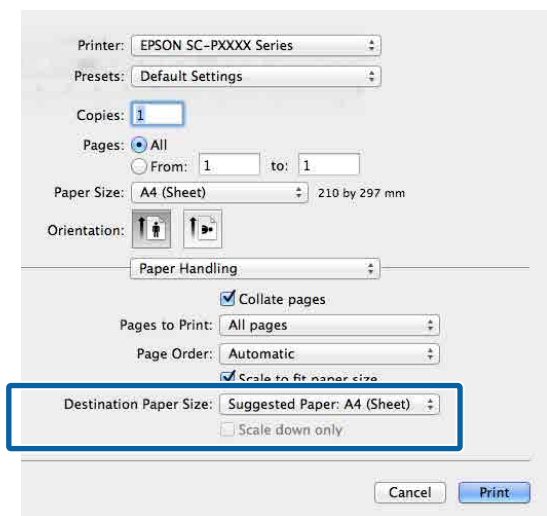 Printer: EPSON SC-PXXXX Series
Presets: Default Settings
Copies: 1
Pages: All
From: 1 to: 1
Paper Size: A4 (Sheet) 210 by 297 mm
Orientation:
Paper Handling
Collate pages
Pages to Print: All pages
Page Order: Automatic
Scale to fit paper size
Destination Paper Size: Suggested Paper: A4 (Sheet)
Scale down only
Cancel Print